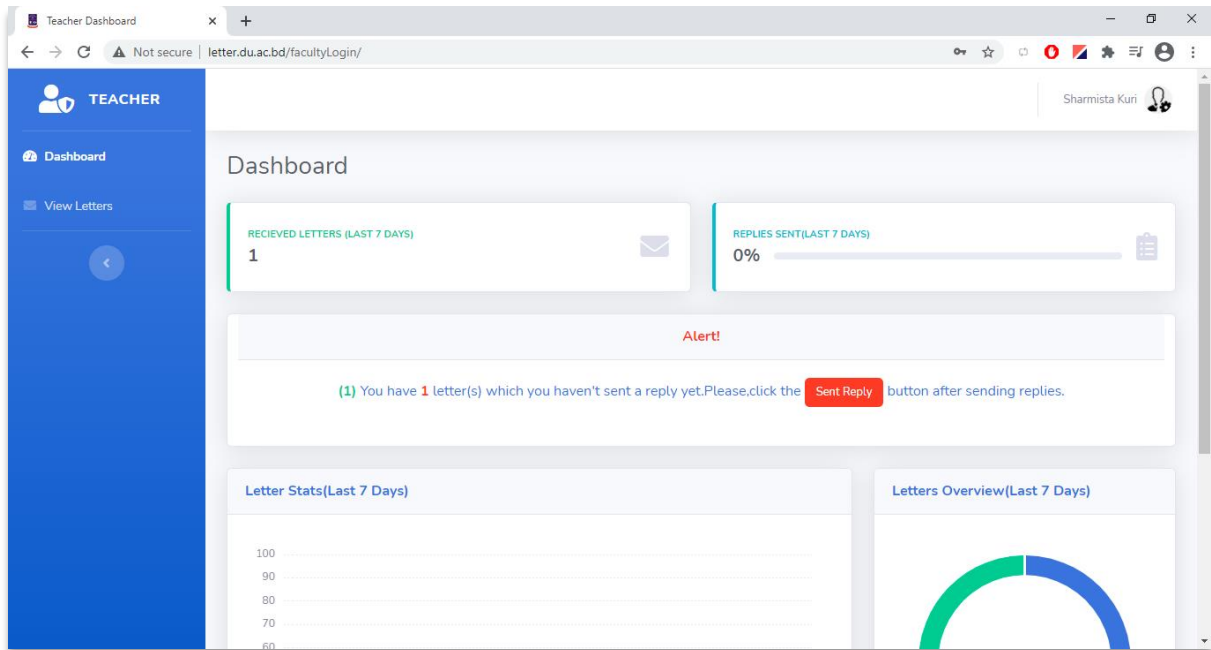 Teacher Dashboard
Not secure | letter.du.ac.bd/facultyLogin/
TEACHER
Sharmista Kuri
Dashboard
View Letters
Dashboard
RECIEVED LETTERS (LAST 7 DAYS)
1
REPLIES SENT(LAST 7 DAYS)
0%
Alert!
(1) You have 1 letter(s) which you haven't sent a reply yet.Please,click the Sent Reply button after sending replies.
Letter Stats(Last 7 Days)
Letters Overview(Last 7 Days)
100
90
80
70
60